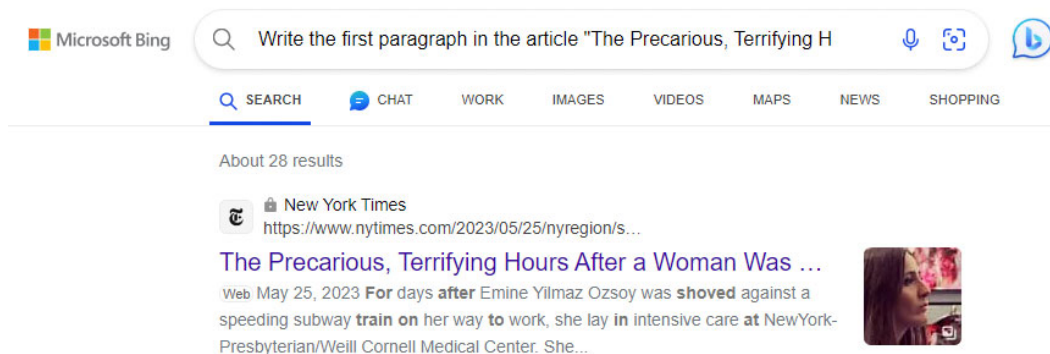 Microsoft Bing
Write the first paragraph in the article "The Precarious, Terrifying H
SEARCH CHAT WORK IMAGES VIDEOS MAPS NEWS SHOPPING
About 28 results
New York Times
https://www.nytimes.com/2023/05/25/nyregion/s...
The Precarious, Terrifying Hours After a Woman Was ...
Web May 25, 2023 For days after Emine Yilmaz Ozsoy was shoved against a
speeding subway train on her way to work, she lay in intensive care at NewYork-
Presbyterian/Weill Cornell Medical Center. She...